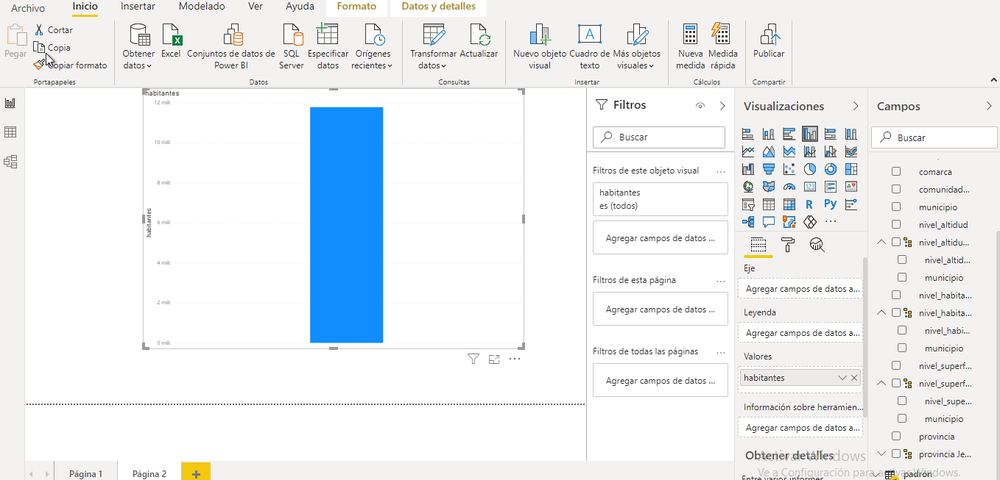 Archivo
Inicio
Insertar
Modelado
Ver
Ayuda
Formato
Datos y detalles
Pegar
Cortar
Copia
Copiar formato
Portapapeles
Obtener
datos
Excel
Conjuntos de datos de
Power BI
SQL
Server
Especificar
datos
Orígenes
recientes
Datos
Transformar
datos
Actualizar
Consultas
Nuevo objeto
visual
Cuadro de
texto
Más objetos
visuales
Insertar
Nueva
medida
Medida
rápida
Cálculos
Publicar
Compartir
habitantes
12 mill.
10 mill.
8 mill.
6 mill.
4 mill.
2 mill.
0 mill.
habitantes
Filtros
Buscar
Filtros de este objeto visual
habitantes
es (todos)
Agregar campos de datos ...
Filtros de esta página
Agregar campos de datos ...
Filtros de todas las páginas
Agregar campos de datos ...
Visualizaciones
123
R
Py
Eje
Agregar campos de datos a...
Leyenda
Agregar campos de datos a...
Valores
habitantes
Información sobre herramien...
Agregar campos de datos a...
Obtener detalles
Entre varios informes
Campos
Buscar
comarca
comunidad...
municipio
nivel_altidud
nivel_altidu...
nivel_altid...
municipio
nivel_habita...
nivel_habita...
nivel_habi...
municipio
nivel_superf...
nivel_superf...
nivel_supe...
municipio
provincia
provincia Je...
padrón
Activar Windows
Ve a Configuración para activar Windows.
Página 1
Página 2